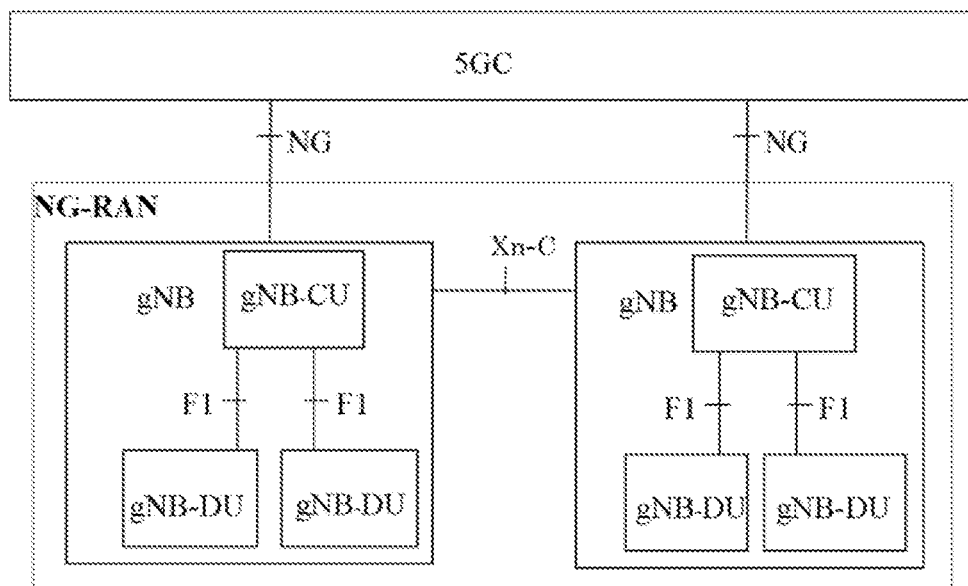 5GC
NG NG
NG-RAN
Xn-C
gNB gNB-CU gNB gNB-CU
F1 F1 F1 F1
gNB-DU gNB-DU gNB-DU gNB-DU